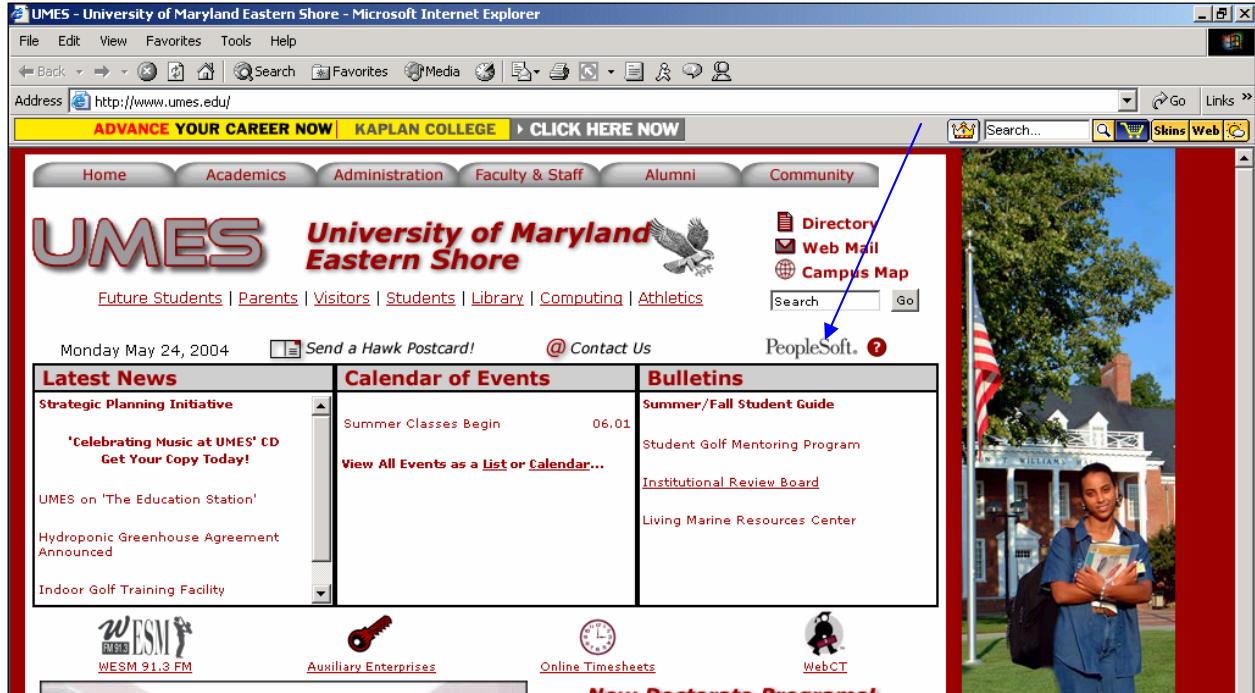 UMES - University of Maryland Eastern Shore - Microsoft Internet Explorer
File Edit View Favorites Tools Help
Back Search Favorites Media
Address http://www.umes.edu/ Go Links »
ADVANCE YOUR CAREER NOW KAPLAN COLLEGE CLICK HERE NOW Search... Skins Web
Home Academics Administration Faculty & Staff Alumni Community
UMES
University of Maryland
Eastern Shore
Directory
Web Mail
Campus Map
Future Students | Parents | Visitors | Students | Library | Computing | Athletics
Search Go
Monday May 24, 2004 Send a Hawk Postcard! @ Contact Us PeopleSoft. ?
Latest News
Strategic Planning Initiative
'Celebrating Music at UMES' CD
Get Your Copy Today!
UMES on 'The Education Station'
Hydroponic Greenhouse Agreement
Announced
Indoor Golf Training Facility
Calendar of Events
Summer Classes Begin 06.01
View All Events as a List or Calendar...
Bulletins
Summer/Fall Student Guide
Student Golf Mentoring Program
Institutional Review Board
Living Marine Resources Center
WESM
FM 91.3
WESM 91.3 FM
Auxiliary Enterprises
Online Timesheets
WebCT
New Doctorate Programs!